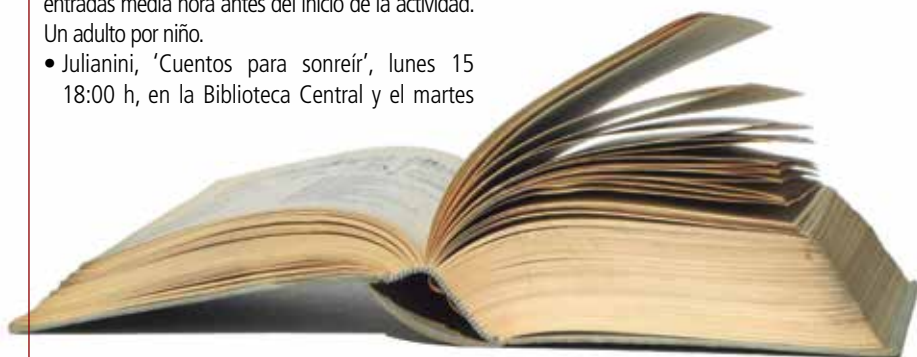 entradas media hora antes del inicio de la actividad.
Un adulto por niño.
• Julianini, 'Cuentos para sonreír', lunes 15
18:00 h, en la Biblioteca Central y el martes